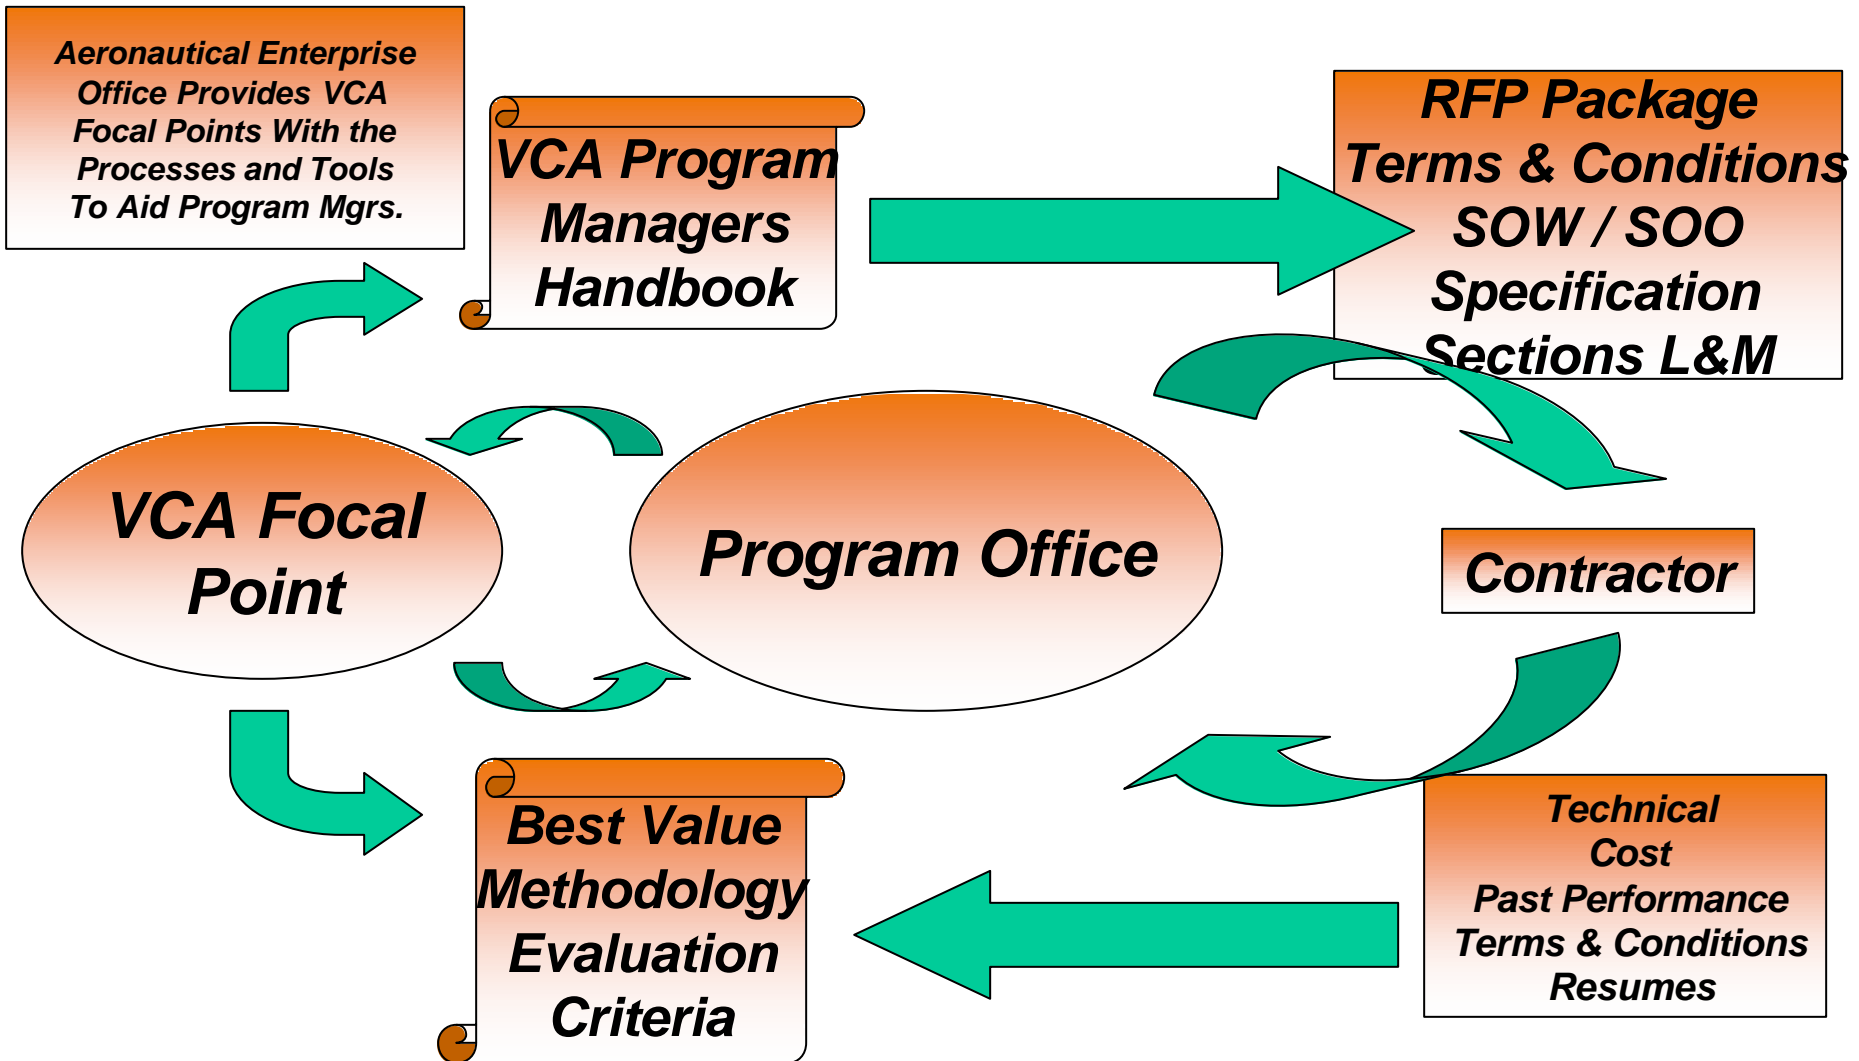 Aeronautical Enterprise
Office Provides VCA
Focal Points With the
Processes and Tools
To Aid Program Mgrs.
VCA Program
Managers
Handbook
RFP Package
Terms & Conditions
SOW / SOO
Specification
Sections L&M
VCA Focal
Point
Program Office
Contractor
Best Value
Methodology
Evaluation
Criteria
Technical
Cost
Past Performance
Terms & Conditions
Resumes